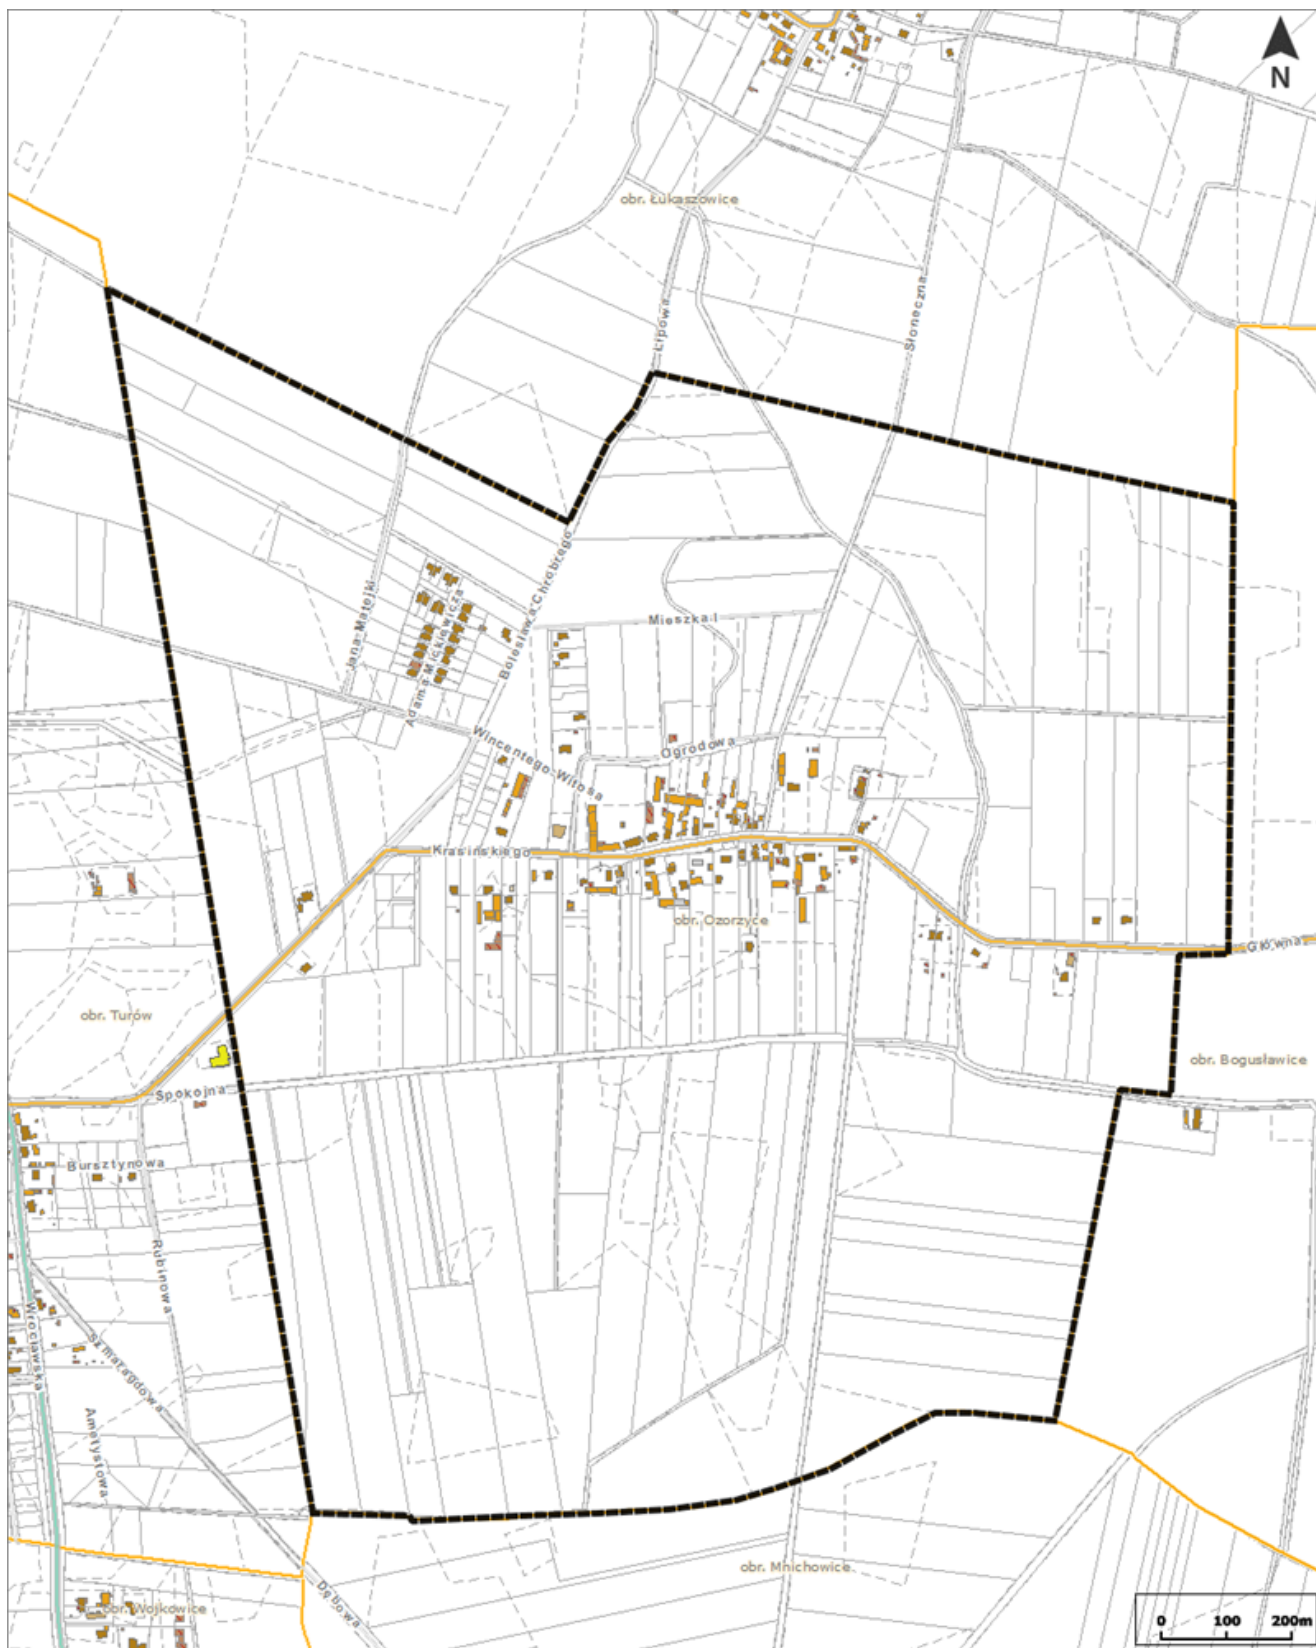 N
obr. Łukaszowice
Lipowa
Słoneczna
Jana Matejki
Adama Mickiewicza
Bolesława Chrobrego
Mieszka I
Wincentego Witosa
Ogrodowa
Krasińskiego
d
obr. Ozorzyce
Główna
obr. Turów
obr. Bogusławice
Spokojna
Bursztynowa
Rubinowa
Wrocławska
Szmaragdowa
Ametystowa
obr. Mnichowice
Dębowa
obr. Wojkowice
0 100 200m